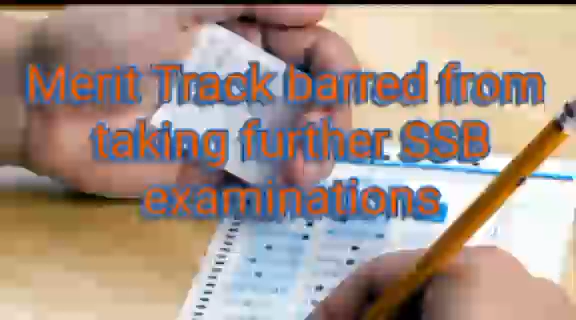 Merit Track barred from
taking further SSB
examinations